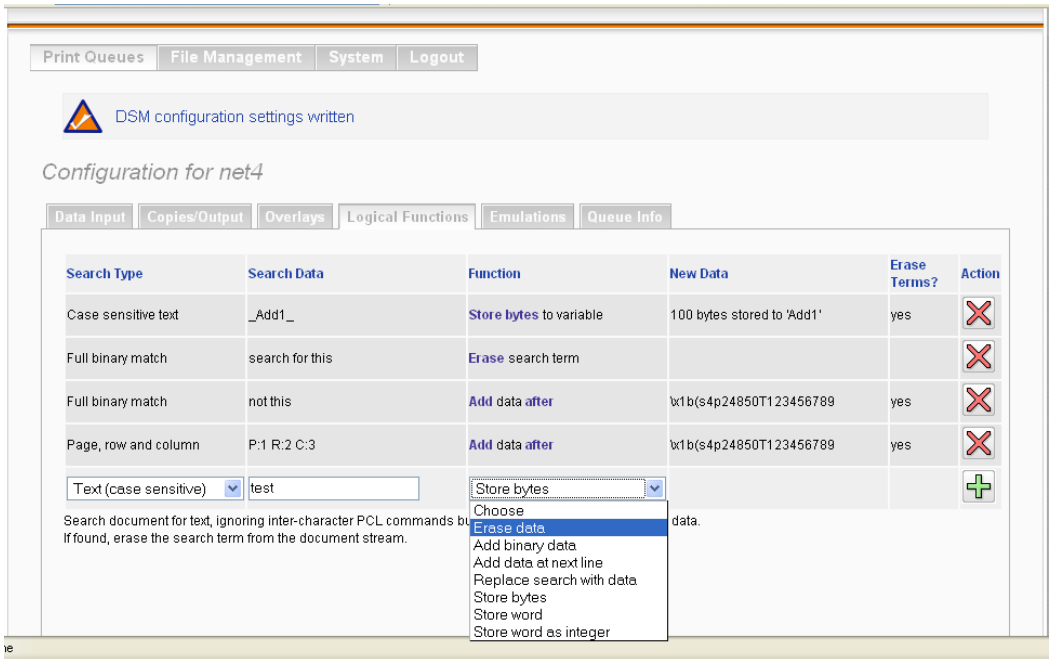 Print Queues File Management System Logout
DSM configuration settings written
Configuration for net4
Data Input Copies/Output Overlays Logical Functions Emulations Queue Info
Search Type Search Data Function New Data Erase Terms? Action
Case sensitive text _Add1_ Store bytes to variable 100 bytes stored to 'Add1' yes
Full binary match search for this Erase search term
Full binary match not this Add data after \x1b(s4p24850T123456789 yes
Page, row and column P:1 R:2 C:3 Add data after \x1b(s4p24850T123456789 yes
Text (case sensitive) test Store bytes
Choose
Search document for text, ignoring inter-character PCL commands bu data.
Erase data
If found, erase the search term from the document stream.
Add binary data
Add data at next line
Replace search with data
Store bytes
Store word
Store word as integer
ne